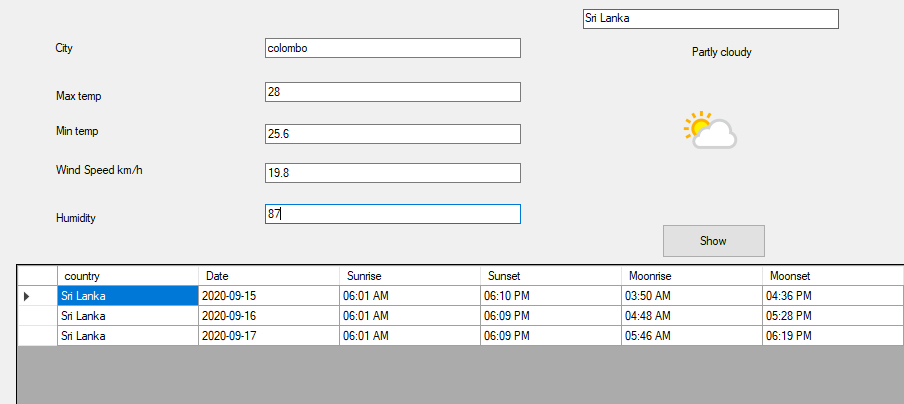 Sri Lanka
City colombo
Partly cloudy
Max temp 28
Min temp 25.6
Wind Speed km/h 19.8
Humidity 87
Show
country Date Sunrise Sunset Moonrise Moonset
Sri Lanka 2020-09-15 06:01 AM 06:10 PM 03:50 AM 04:36 PM
Sri Lanka 2020-09-16 06:01 AM 06:09 PM 04:48 AM 05:28 PM
Sri Lanka 2020-09-17 06:01 AM 06:09 PM 05:46 AM 06:19 PM